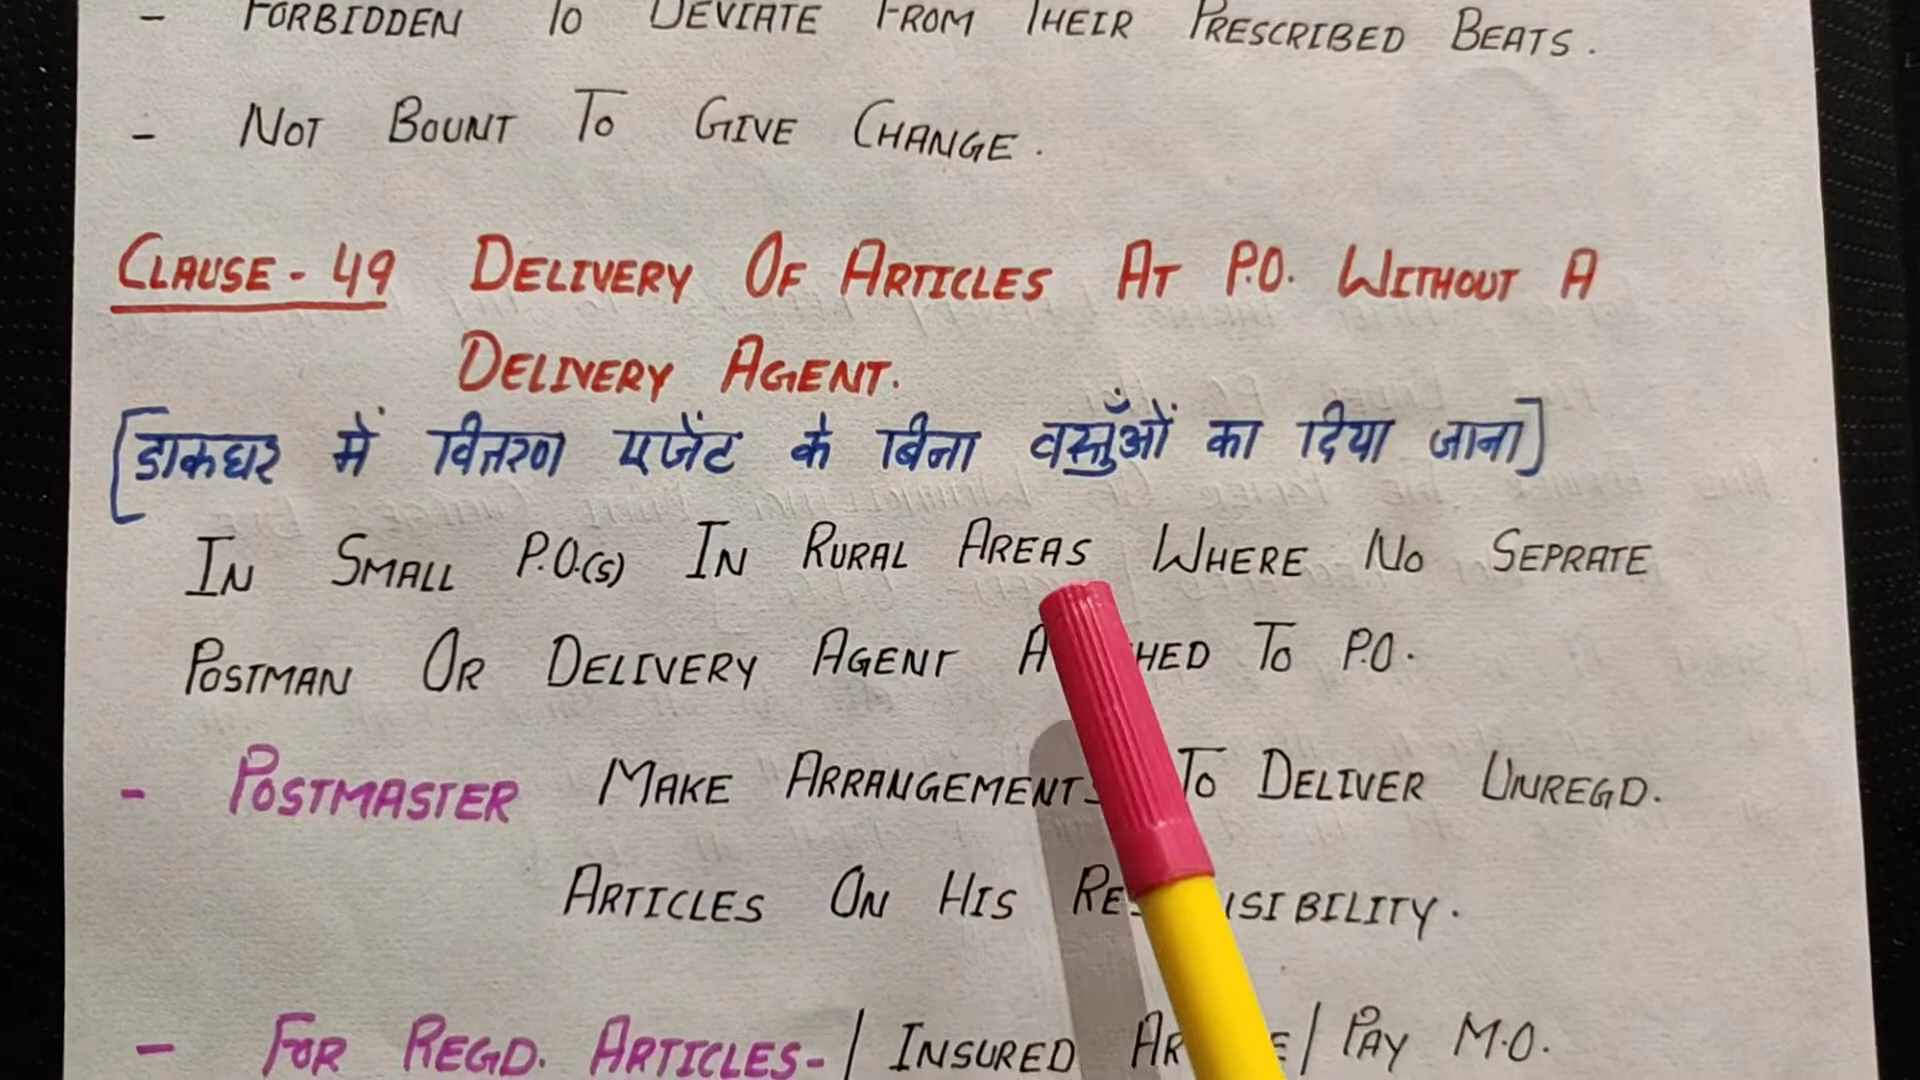 - FORBIDDEN TO DEVIATE FROM THEIR PRESCRIBED BEATS.
- NOT BOUNT TO GIVE CHANGE.
CLAUSE - 49 DELIVERY OF ARTICLES AT P.O. WITHOUT A
DELIVERY AGENT.
[डाकघर में वितरण एजेंट के बिना वस्तुँओं का दिया जाना]
IN SMALL P.O.(S) IN RURAL AREAS WHERE NO SEPRATE
POSTMAN OR DELIVERY AGENT TO P.O.
- POSTMASTER MAKE ARRANGEMENTS TO DELIVER UNREGD.
ARTICLES ON HIS .
- FOR REGD. ARTICLES- / INSURED / PAY M.O.